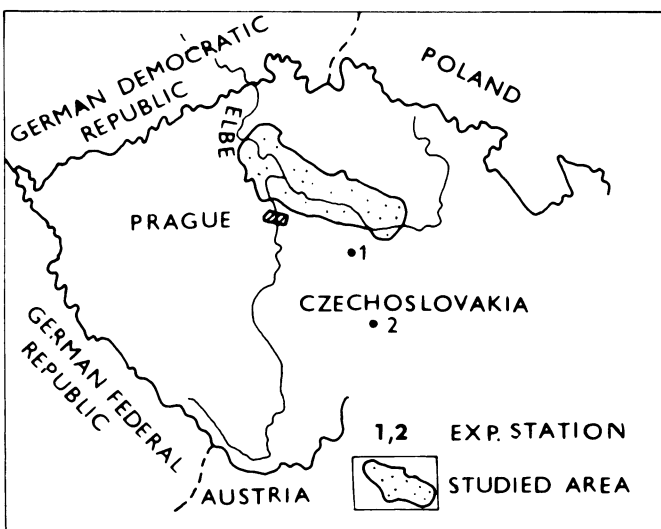 GERMAN DEMOCRATIC
REPUBLIC
POLAND
ELBE
PRAGUE
1
CZECHOSLOVAKIA
2
GERMAN FEDERAL
REPUBLIC
AUSTRIA
1,2 EXP. STATION
STUDIED AREA